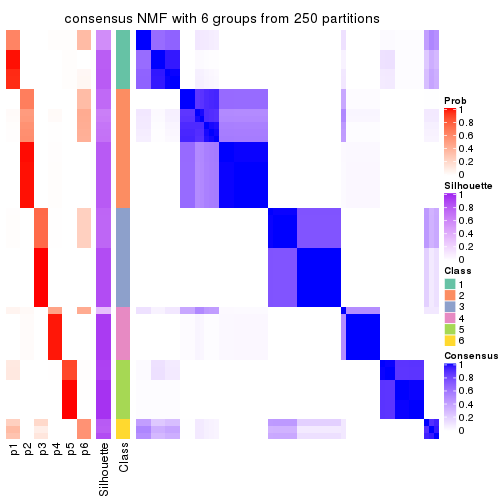 consensus NMF with 6 groups from 250 partitions
Prob
1
0.8
0.6
0.4
0.2
0
Silhouette
1
0.8
0.6
0.4
0.2
0
Class
1
2
3
4
5
6
Consensus
1
0.8
0.6
0.4
0.2
0
p1
p2
p3
p4
p5
p6
Silhouette
Class